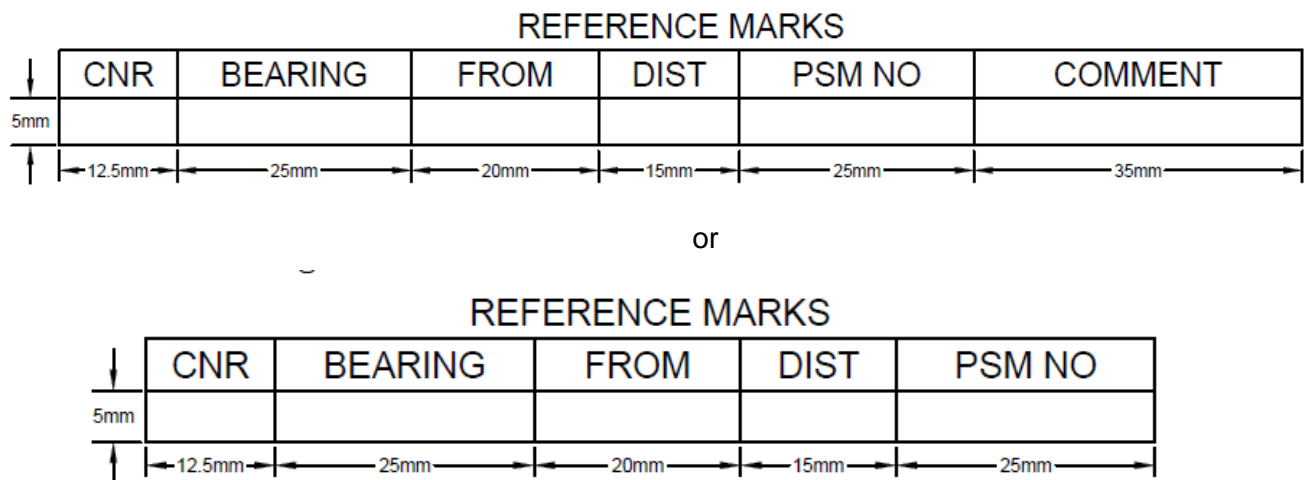 REFERENCE MARKS
CNR BEARING FROM DIST PSM NO COMMENT
5mm
12.5mm 25mm 20mm 15mm 25mm 35mm
or
REFERENCE MARKS
CNR BEARING FROM DIST PSM NO
5mm
12.5mm 25mm 20mm 15mm 25mm